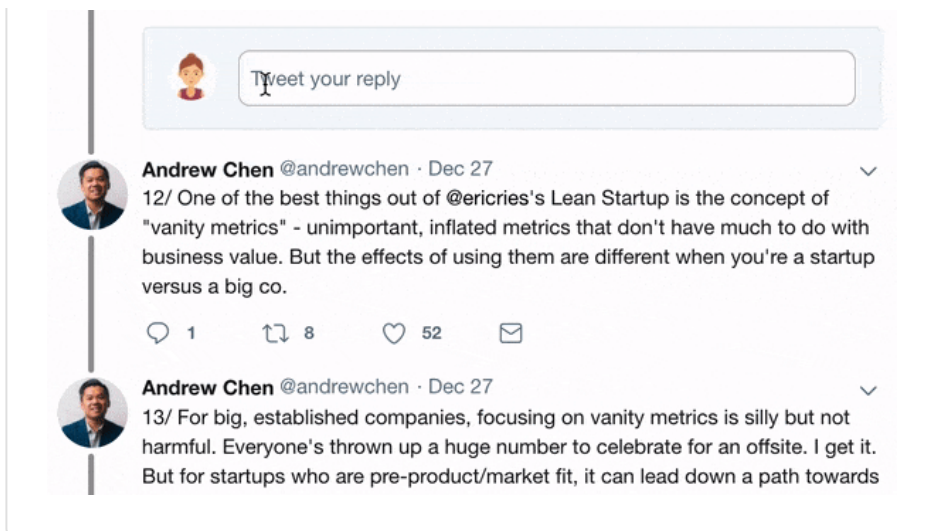 Tweet your reply
Andrew Chen @andrewchen · Dec 27
12/ One of the best things out of @ericries's Lean Startup is the concept of
"vanity metrics" - unimportant, inflated metrics that don't have much to do with
business value. But the effects of using them are different when you're a startup
versus a big co.
1 8 52
Andrew Chen @andrewchen · Dec 27
13/ For big, established companies, focusing on vanity metrics is silly but not
harmful. Everyone's thrown up a huge number to celebrate for an offsite. I get it.
But for startups who are pre-product/market fit, it can lead down a path towards